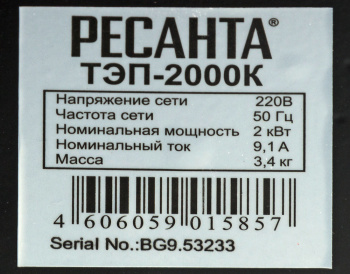 РЕСАНТА®
ТЭП-2000К
Напряжение сети 220В
Частота сети 50 Гц
Номинальная мощность 2 кВт
Номинальный ток 9,1 А
Масса 3,4 кг
4 606059 015857
Serial No.:BG9.53233